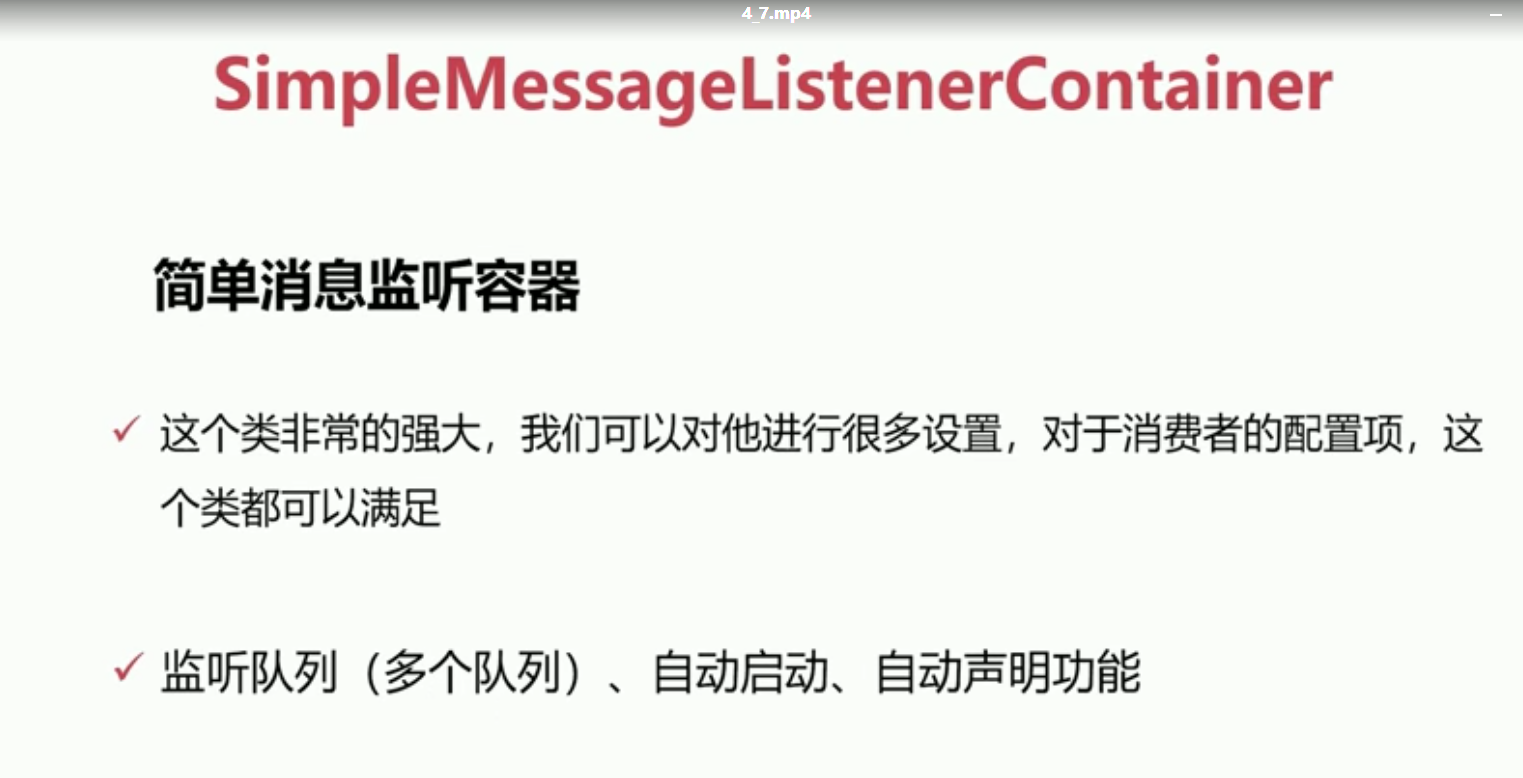 4_7.mp4
SimpleMessageListenerContainer
简单消息监听容器
这个类非常的强大，我们可以对他进行很多设置，对于消费者的配置项，这
个类都可以满足
监听队列（多个队列）、自动启动、自动声明功能